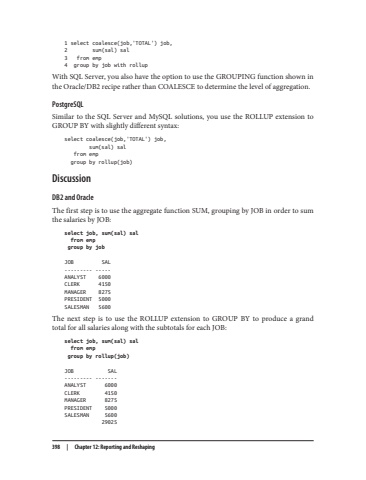 1 select coalesce(job,'TOTAL') job,
2        sum(sal) sal
3   from emp
4  group by job with rollup
With SQL Server, you also have the option to use the GROUPING function shown in
the Oracle/DB2 recipe rather than COALESCE to determine the level of aggregation.
PostgreSQL
Similar to the SQL Server and MySQL solutions, you use the ROLLUP extension to
GROUP BY with slightly different syntax:
select coalesce(job,'TOTAL') job,
       sum(sal) sal
  from emp
 group by rollup(job)
Discussion
DB2 and Oracle
The first step is to use the aggregate function SUM, grouping by JOB in order to sum
the salaries by JOB:
select job, sum(sal) sal
  from emp
 group by job
JOB         SAL
--------- -----
ANALYST    6000
CLERK      4150
MANAGER    8275
PRESIDENT  5000
SALESMAN   5600
The next step is to use the ROLLUP extension to GROUP BY to produce a grand
total for all salaries along with the subtotals for each JOB:
select job, sum(sal) sal
  from emp
 group by rollup(job)
JOB           SAL
--------- -------
ANALYST      6000
CLERK        4150
MANAGER      8275
PRESIDENT    5000
SALESMAN     5600
            29025
398 | Chapter 12: Reporting and Reshaping